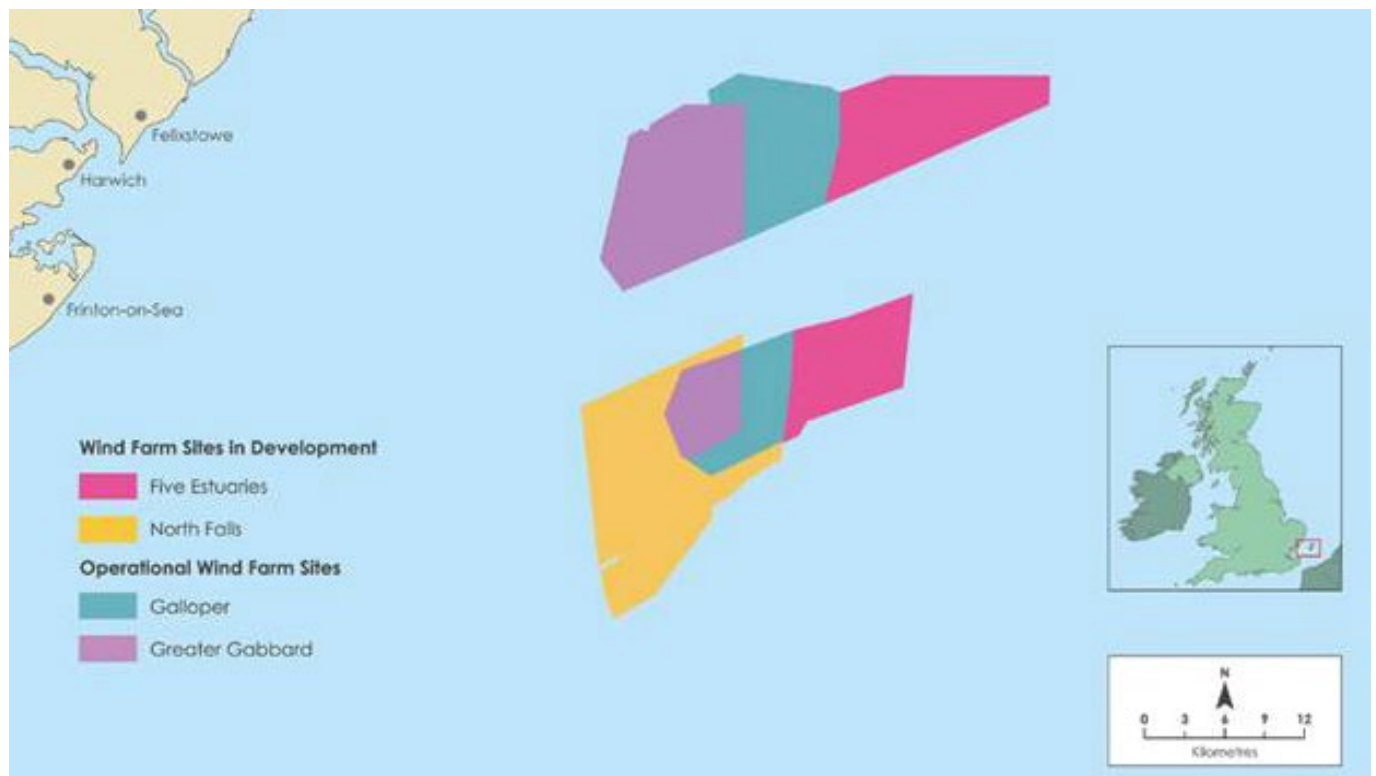 Felixstowe
Harwich
Frinton-on-Sea
Wind Farm Sites in Development
Five Estuaries
North Falls
Operational Wind Farm Sites
Galloper
Greater Gabbard
N
0 3 6 9 12
Kilometres